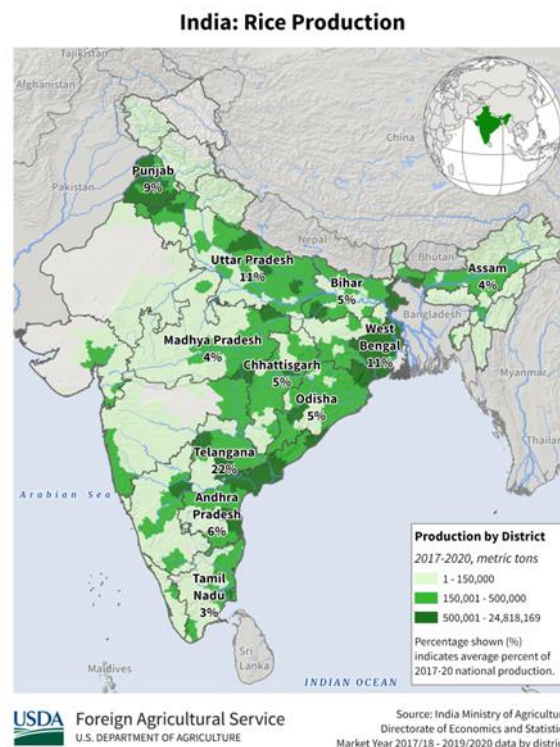 India: Rice Production
Tajikistan
Afghanistan
China
Pakistan
Punjab
9%
Nepal
Bhutan
Uttar Pradesh
11%
Bihar
5%
Assam
4%
Bangladesh
West
Bengal
11%
Madhya Pradesh
4%
Chhattisgarh
5%
Myanmar
Odisha
5%
Telangana
22%
Arabian Sea
Andhra
Pradesh
6%
Tamil
Nadu
3%
Sri
Lanka
Maldives
INDIAN OCEAN
Production by District
2017-2020, metric tons
1 - 150,000
150,001 - 500,000
500,001 - 24,818,169
Percentage shown (%)
indicates average percent of
2017-20 national production.
USDA Foreign Agricultural Service
U.S. DEPARTMENT OF AGRICULTURE
Source: India Ministry of Agricultur
Directorate of Economics and Statisti
Market Year 2017/18 - 2019/2020 data by distri